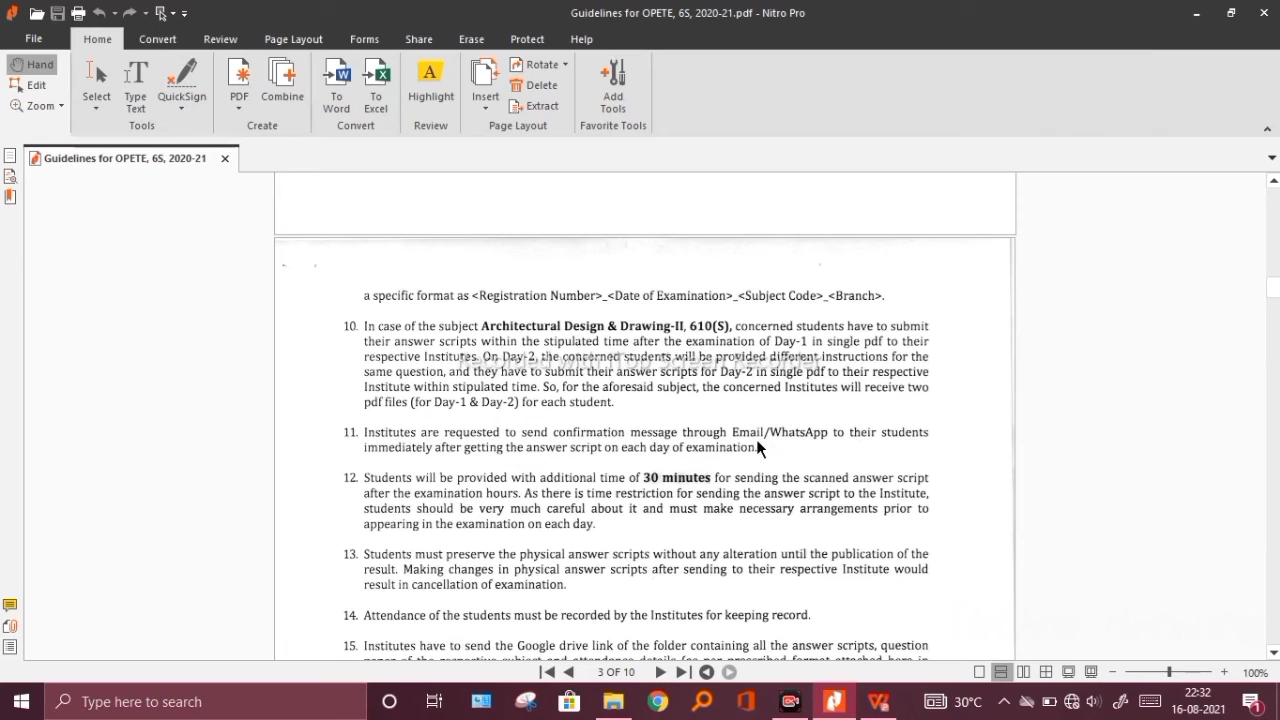 Guidelines for OPETE, 6S, 2020-21.pdf - Nitro Pro
File Home Convert Review Page Layout Forms Share Erase Protect Help
Hand
Edit
Zoom
Select
Type Text
QuickSign
Tools
PDF
Combine
Create
To Word
To Excel
Convert
Highlight
Review
Insert
Rotate
Delete
Extract
Page Layout
Add Tools
Favorite Tools
Guidelines for OPETE, 6S, 2020-21
a specific format as <Registration Number>_<Date of Examination>_<Subject Code>_<Branch>.
10. In case of the subject Architectural Design & Drawing-II, 610(S), concerned students have to submit
their answer scripts within the stipulated time after the examination of Day-1 in single pdf to their
respective Institutes. On Day-2, the concerned students will be provided different instructions for the
Recorded with iTop Screen Recorder
same question, and they have to submit their answer scripts for Day-2 in single pdf to their respective
Institute within stipulated time. So, for the aforesaid subject, the concerned Institutes will receive two
pdf files (for Day-1 & Day-2) for each student.
11. Institutes are requested to send confirmation message through Email/WhatsApp to their students
immediately after getting the answer script on each day of examination.
12. Students will be provided with additional time of 30 minutes for sending the scanned answer script
after the examination hours. As there is time restriction for sending the answer script to the Institute,
students should be very much careful about it and must make necessary arrangements prior to
appearing in the examination on each day.
13. Students must preserve the physical answer scripts without any alteration until the publication of the
result. Making changes in physical answer scripts after sending to their respective Institute would
result in cancellation of examination.
14. Attendance of the students must be recorded by the Institutes for keeping record.
15. Institutes have to send the Google drive link of the folder containing all the answer scripts, question
3 OF 10
100%
Type here to search
30°C
22:32
16-08-2021
1